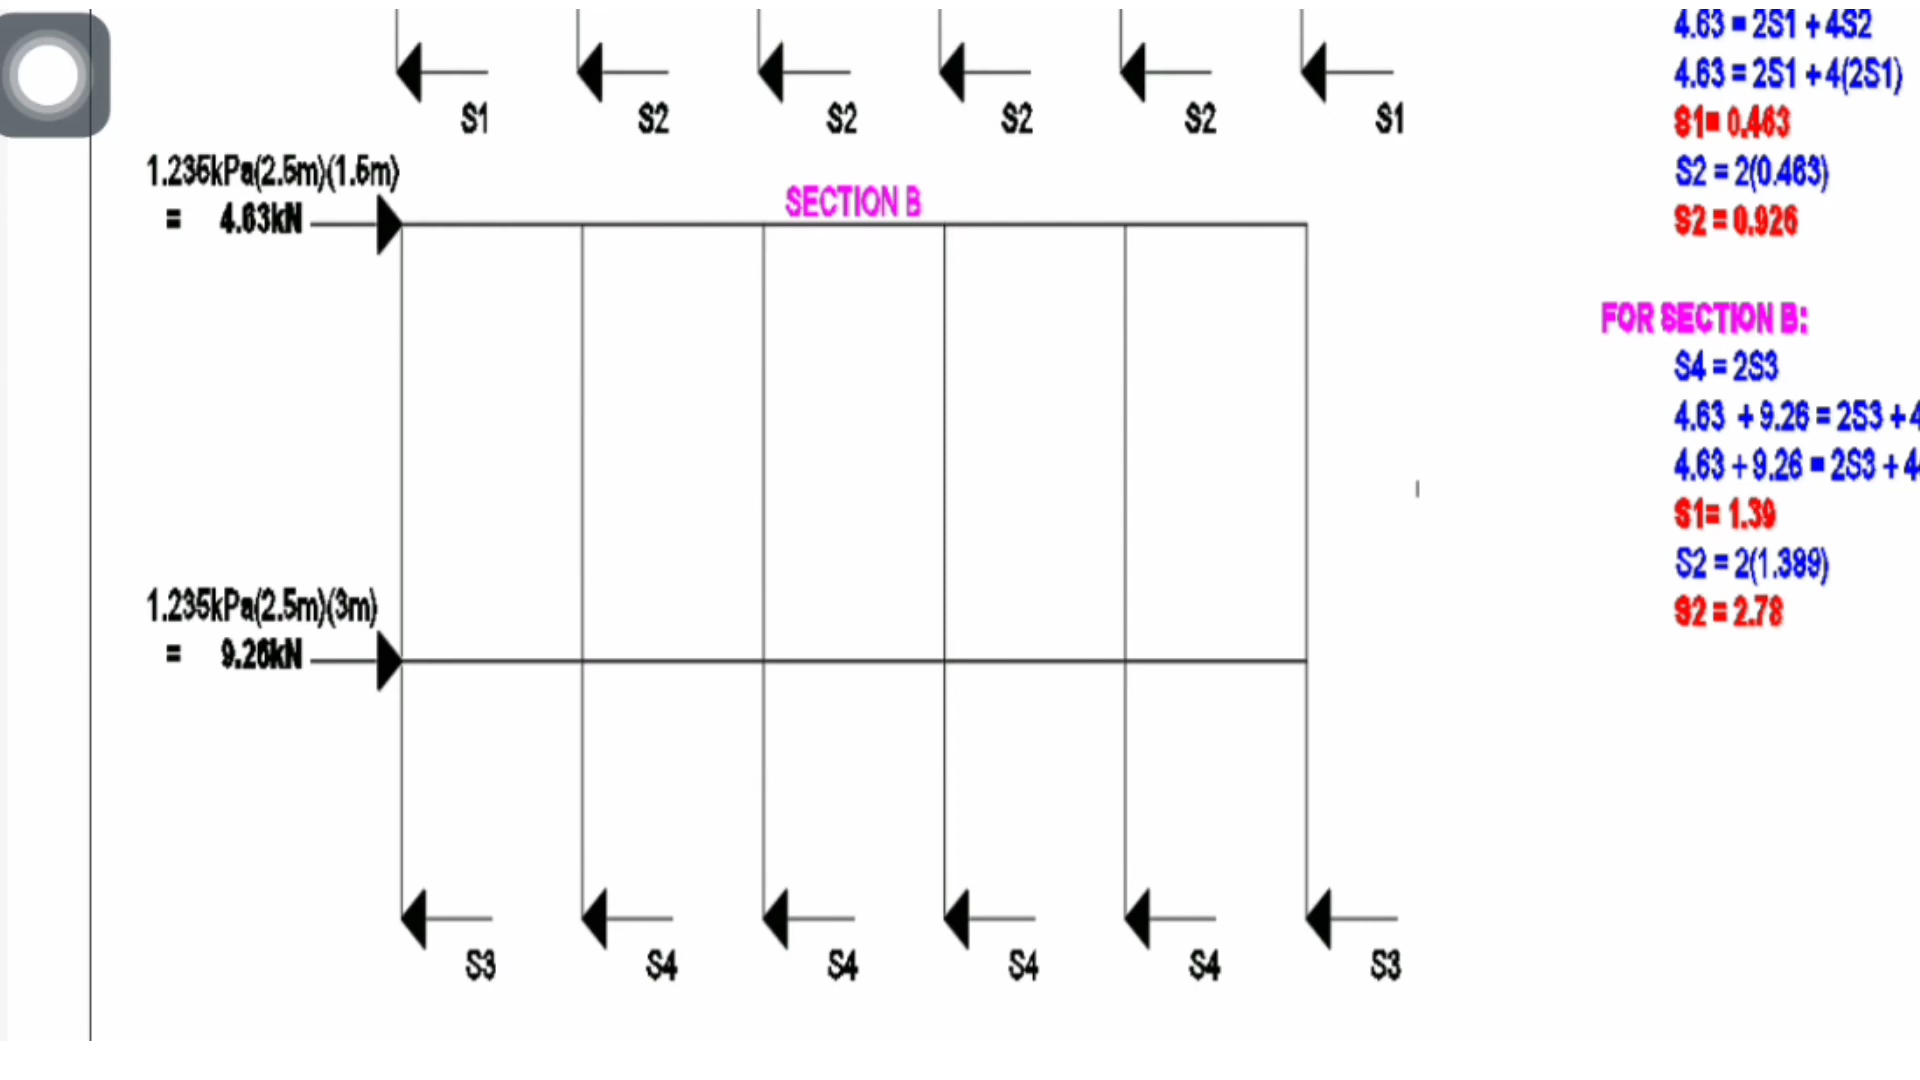 4.63 = 2S1 + 4S2
4.63 = 2S1 + 4(2S1)
S1 S2 S2 S2 S2 S1
S1= 0.463
1.235kPa(2.5m)(1.5m)
S2 = 2(0.463)
SECTION B
= 4.63kN
S2 = 0.926
FOR SECTION B:
S4 = 2S3
4.63 + 9.26 = 2S3 + 4
4.63 + 9.26 = 2S3 + 4
S1= 1.39
S2 = 2(1.389)
1.235kPa(2.5m)(3m)
S2 = 2.78
= 9.26kN
S3 S4 S4 S4 S4 S3